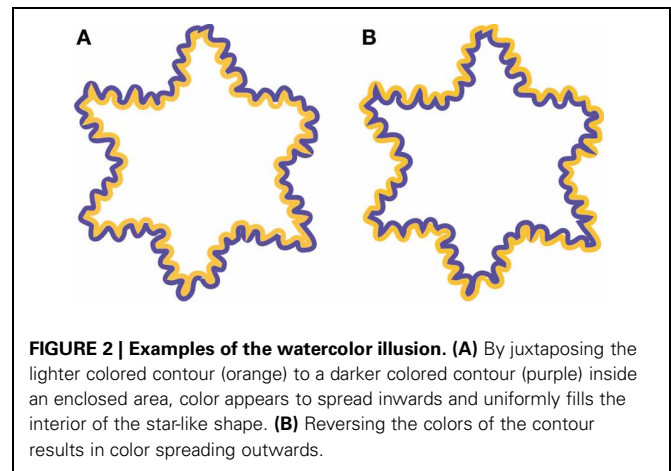 A B
FIGURE 2 | Examples of the watercolor illusion. (A) By juxtaposing the
lighter colored contour (orange) to a darker colored contour (purple) inside
an enclosed area, color appears to spread inwards and uniformly fills the
interior of the star-like shape. (B) Reversing the colors of the contour
results in color spreading outwards.